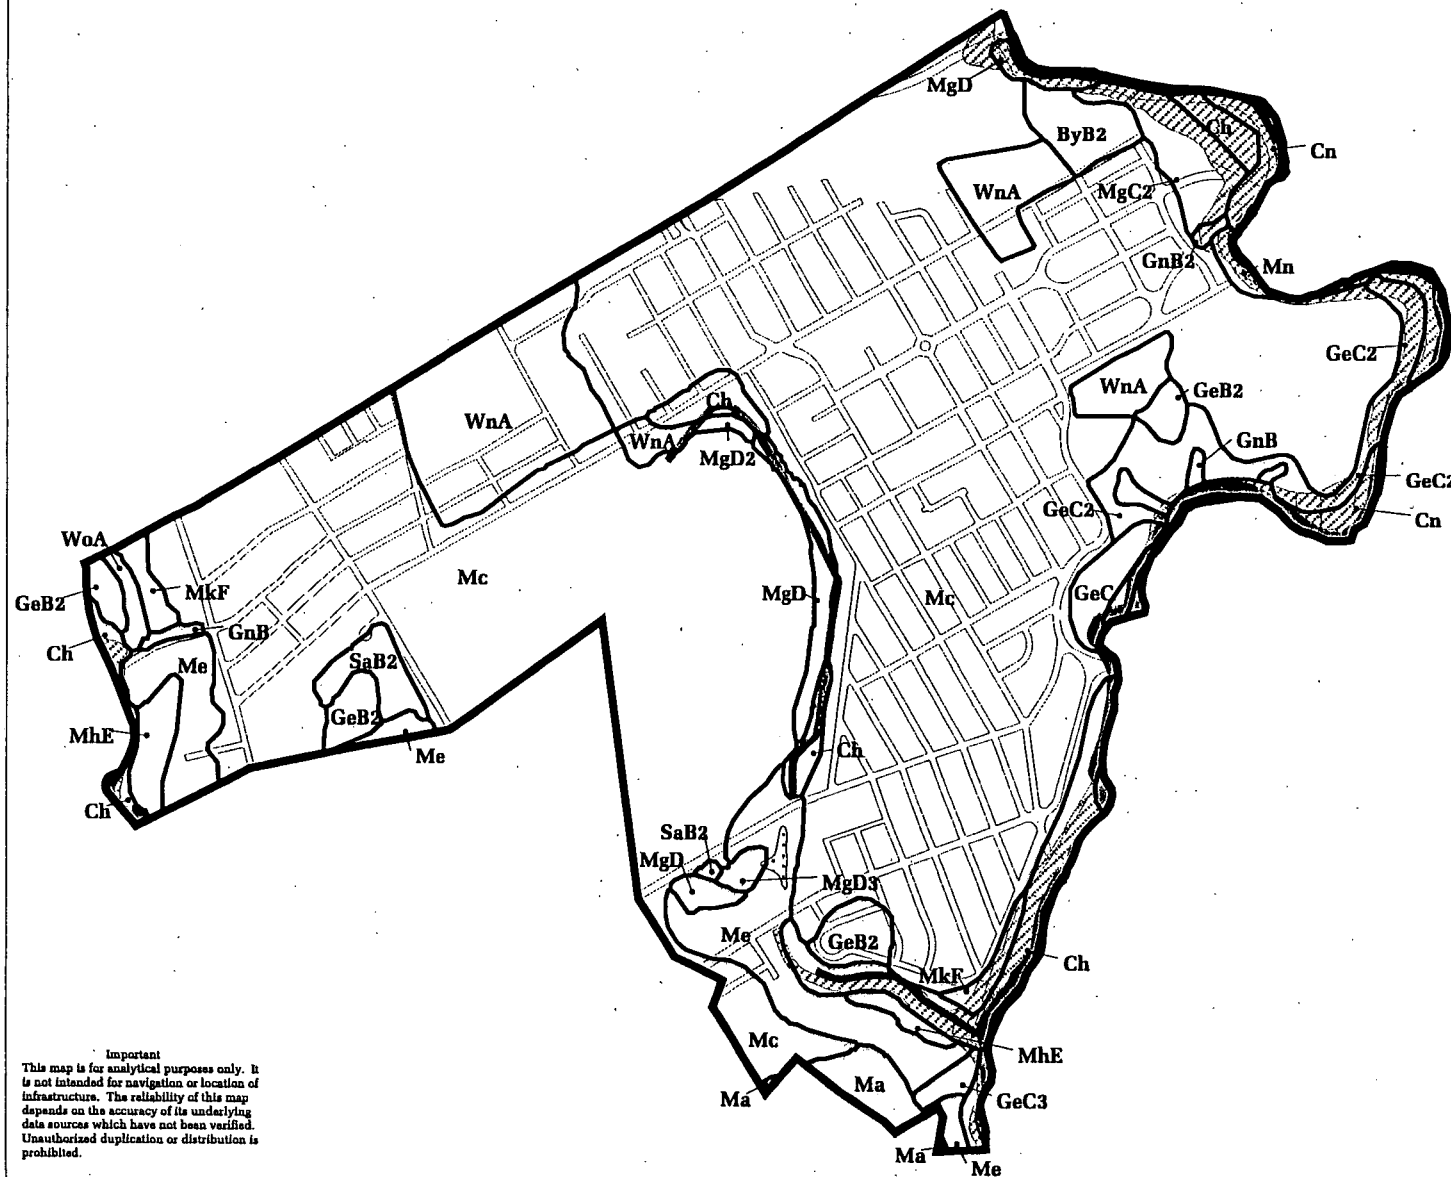 MgD
Ch
ByB2
Cn
WnA
MgC2
GnB2
Mn
GeC2
WnA
GeB2
Ch
WnA
WnA
MgD2
GnB
GeC2
GeC2
Cn
WoA
Mc
MkF
GeB2
MgD
Mc
GeC
GnB
Ch
Me
SaB2
GeB2
MhE
Me
Ch
Ch
SaB2
MgD
MgD3
Me
GeB2
MkF
Ch
Mc
MhE
Ma
Ma
GeC3
Ma
Me
Important
This map is for analytical purposes only. It
is not intended for navigation or location of
infrastructure. The reliability of this map
depends on the accuracy of its underlying
data sources which have not been verified.
Unauthorized duplication or distribution is
prohibited.